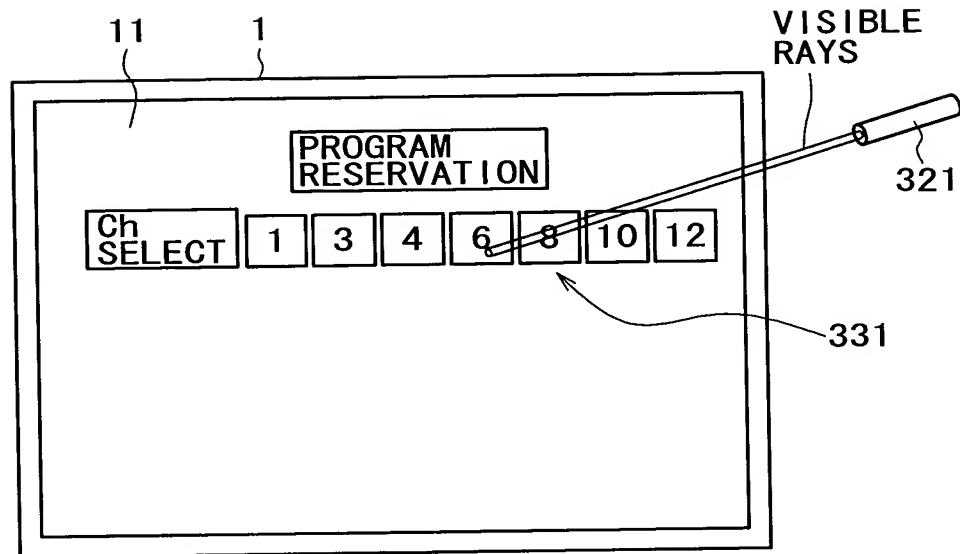 11
1
VISIBLE
RAYS
321
PROGRAM
RESERVATION
Ch
SELECT
1 3 4 6 8 10 12
331